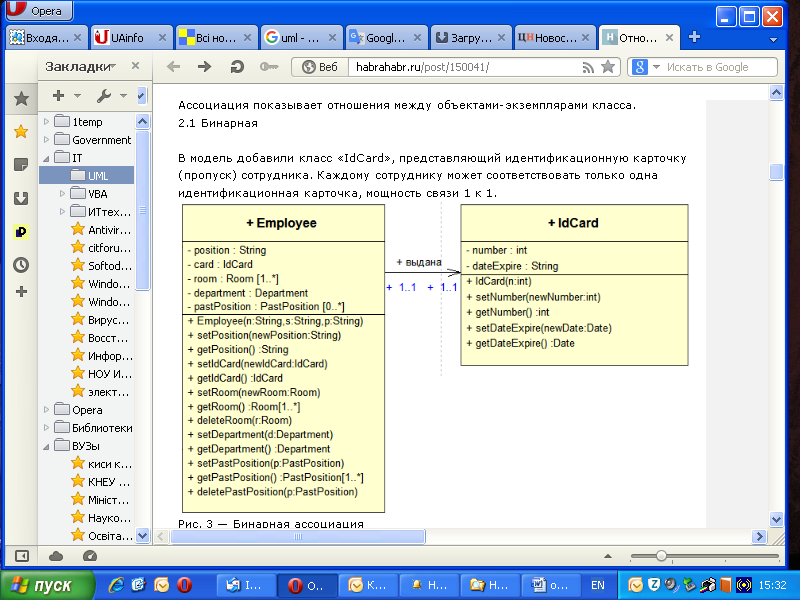 Opera
Входя...
UAinfo
Всі но...
uml - ...
Googl...
Загру...
Новос...
Отно...
Закладки
Веб
habrahabr.ru/post/150041/
Искать в Google
1temp
Government
IT
UML
VBA
ИТтех...
Antivir...
citforu...
Softod...
Windo...
Windo...
Вирус...
Восст...
Инфор...
НОУ И...
элект...
Opera
Библиотеки
ВУЗы
киси к...
КНЕУ ...
Мініст...
Науко...
Освіта...
Ассоциация показывает отношения между объектами-экземплярами класса.
2.1 Бинарная
В модель добавили класс «IdCard», представляющий идентификационную карточку
(пропуск) сотрудника. Каждому сотруднику может соответствовать только одна
идентификационная карточка, мощность связи 1 к 1.
+ Employee
- position : String
- card : IdCard
- room : Room [1..*]
- department : Department
- pastPosition : PastPosition [0..*]
+ Employee(n:String,s:String,p:String)
+ setPosition(newPosition:String)
+ getPosition() :String
+ setIdCard(newIdCard:IdCard)
+ getIdCard() :IdCard
+ setRoom(newRoom:Room)
+ getRoom() :Room[1..*]
+ deleteRoom(r:Room)
+ setDepartment(d:Department)
+ getDepartment() :Department
+ setPastPosition(p:PastPosition)
+ getPastPosition() :PastPosition[1..*]
+ deletePastPosition(p:PastPosition)
+ выдана
+ 1..1 + 1..1
+ IdCard
- number : int
- dateExpire : String
+ IdCard(n:int)
+ setNumber(newNumber:int)
+ getNumber() :int
+ setDateExpire(newDate:Date)
+ getDateExpire() :Date
Рис. 3 — Бинарная ассоциация
пуск
I...
O...
К...
Н...
Н...
о...
EN
15:32